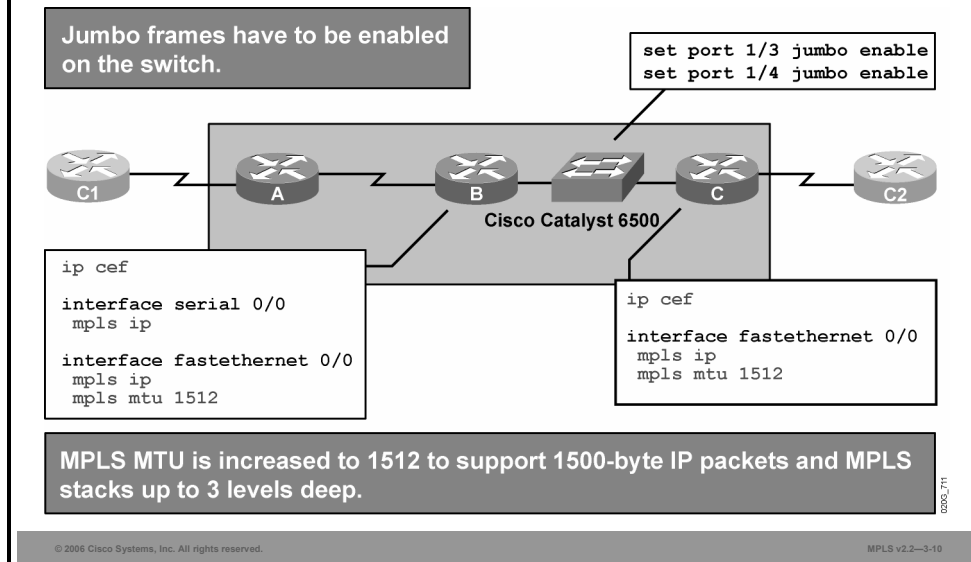 Jumbo frames have to be enabled
on the switch.
set port 1/3 jumbo enable
set port 1/4 jumbo enable
C1
A
B
C
C2
Cisco Catalyst 6500
ip cef
interface serial 0/0
mpls ip
interface fastethernet 0/0
mpls ip
mpls mtu 1512
ip cef
interface fastethernet 0/0
mpls ip
mpls mtu 1512
MPLS MTU is increased to 1512 to support 1500-byte IP packets and MPLS
stacks up to 3 levels deep.
020G_711
© 2006 Cisco Systems, Inc. All rights reserved.
MPLS v2.2—3-10